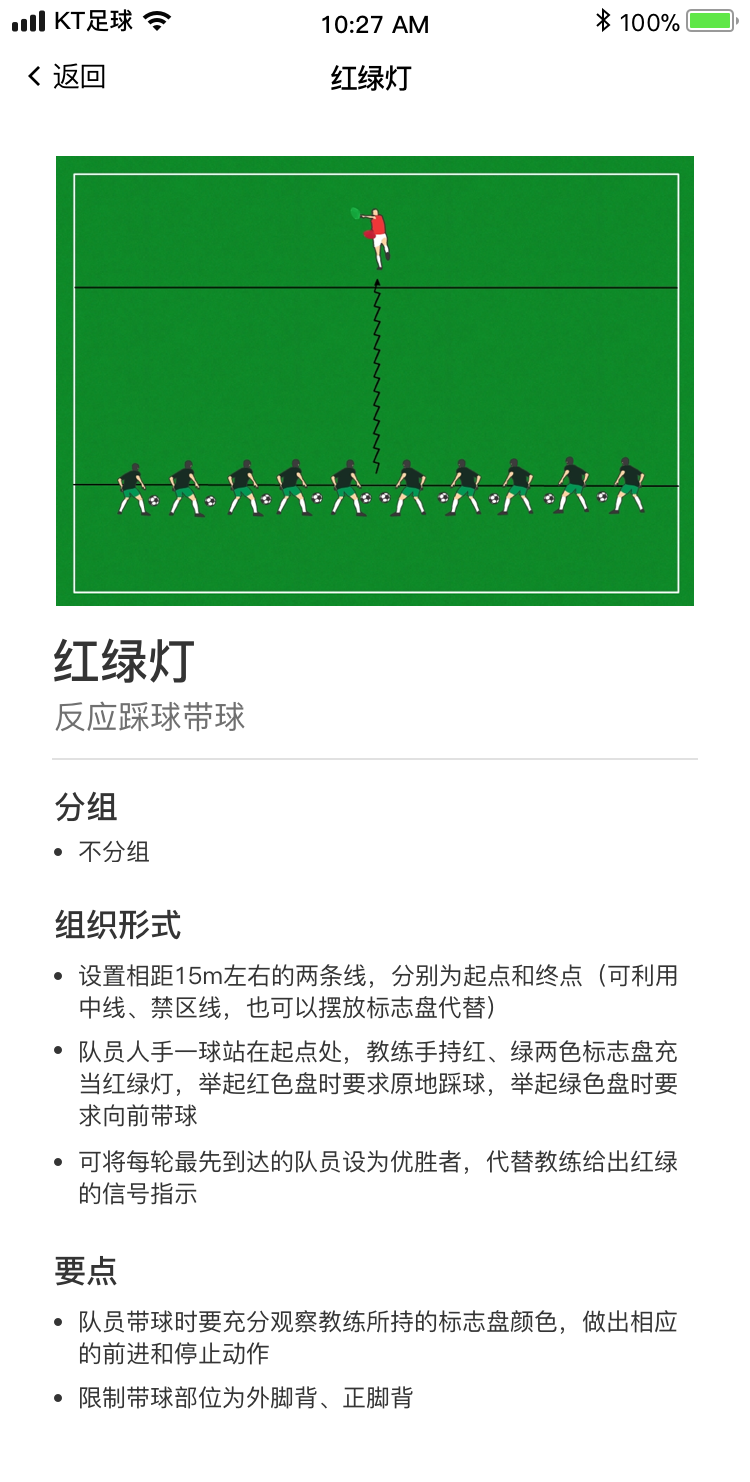 KT足球 10:27 AM 100%
返回 红绿灯
红绿灯
反应踩球带球
分组
• 不分组
组织形式
• 设置相距15m左右的两条线，分别为起点和终点（可利用
中线、禁区线，也可以摆放标志盘代替）
• 队员人手一球站在起点处，教练手持红、绿两色标志盘充
当红绿灯，举起红色盘时要求原地踩球，举起绿色盘时要
求向前带球
• 可将每轮最先到达的队员设为优胜者，代替教练给出红绿
的信号指示
要点
• 队员带球时要充分观察教练所持的标志盘颜色，做出相应
的前进和停止动作
• 限制带球部位为外脚背、正脚背